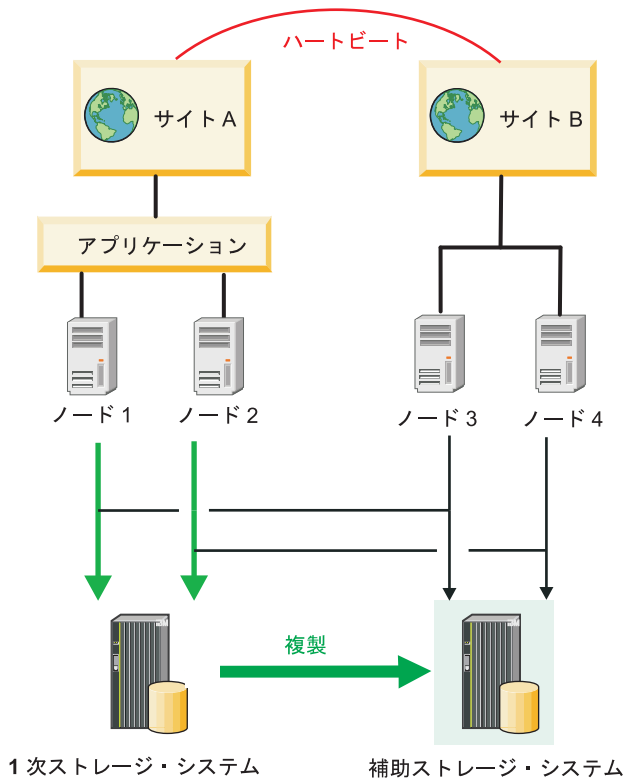 ハートビート
サイト A
サイト B
アプリケーション
ノード 1
ノード 2
ノード 3
ノード 4
複製
1 次ストレージ・システム
補助ストレージ・システム